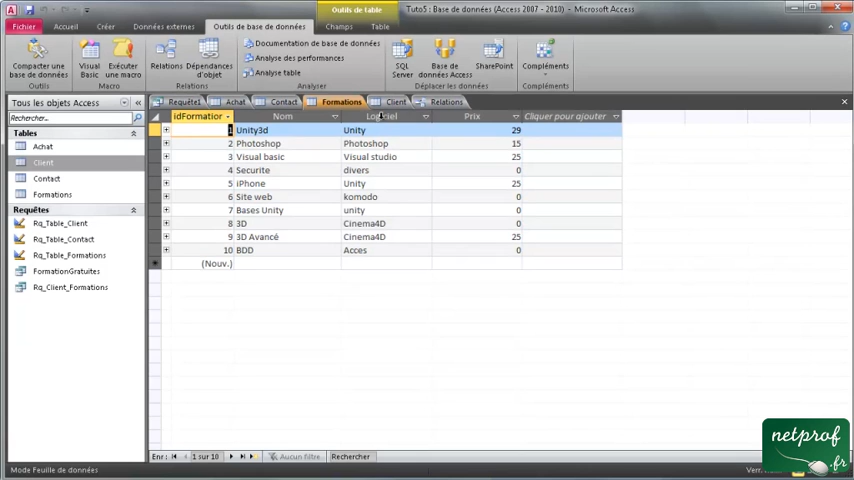 Outils de table
Tuto5 : Base de données (Access 2007 - 2010) - Microsoft Access
Fichier Accueil Créer Données externes Outils de base de données Champs Table
Compacter une base de données
Visual Basic
Exécuter une macro
Relations
Dépendances d'objet
Documentation de base de données
Analyse des performances
Analyse table
SQL Server
Base de données Access
SharePoint
Compléments
Outils Macro Relations Analyser Déplacer les données Compléments
Tous les objets Access
Rechercher...
Tables
Achat
Client
Contact
Formations
Requêtes
Rq_Table_Client
Rq_Table_Contact
Rq_Table_Formations
FormationGratuites
Rq_Client_Formations
Requête1 Achat Contact Formations Client Relations
idFormatior Nom Logiciel Prix Cliquer pour ajouter
1 Unity3d Unity 29
2 Photoshop Photoshop 15
3 Visual basic Visual studio 25
4 Securite divers 0
5 iPhone Unity 25
6 Site web komodo 0
7 Bases Unity unity 0
8 3D Cinema4D 0
9 3D Avancé Cinema4D 25
10 BDD Acces 0
(Nouv.)
Enr : 1 sur 10 Aucun filtre Rechercher
Mode Feuille de données
Verr.
netprof
.fr